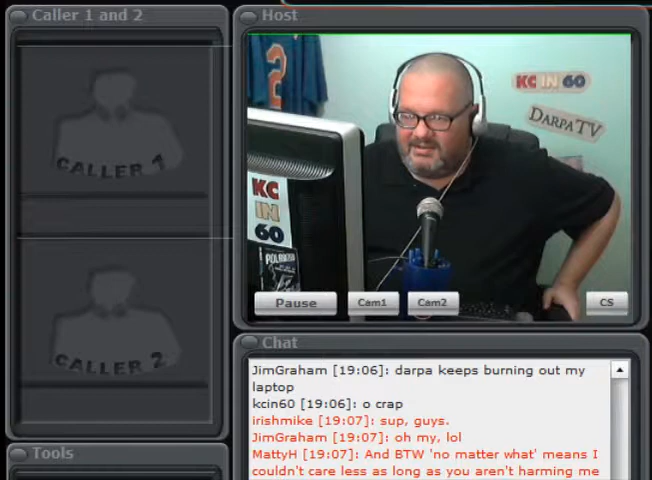 Caller 1 and 2
CALLER 1
CALLER 2
Tools
Host
2
KC IN 60
DARPA TV
KC
IN
60
Pause
Cam1
Cam2
CS
Chat
JimGraham [19:06]: darpa keeps burning out my
laptop
kcin60 [19:06]: o crap
irishmike [19:07]: sup, guys.
JimGraham [19:07]: oh my, lol
MattyH [19:07]: And BTW 'no matter what' means I
couldn't care less as long as you aren't harming me